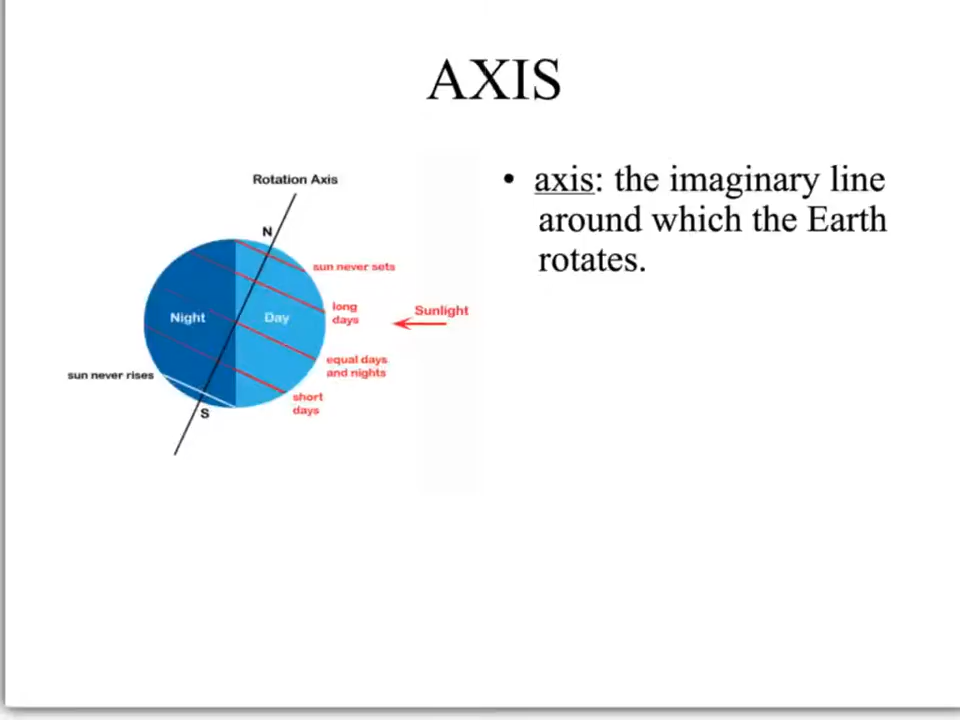 AXIS
Rotation Axis
N
sun never sets
long
days
Sunlight
Night
Day
equal days
and nights
sun never rises
short
days
S
• axis: the imaginary line
around which the Earth
rotates.